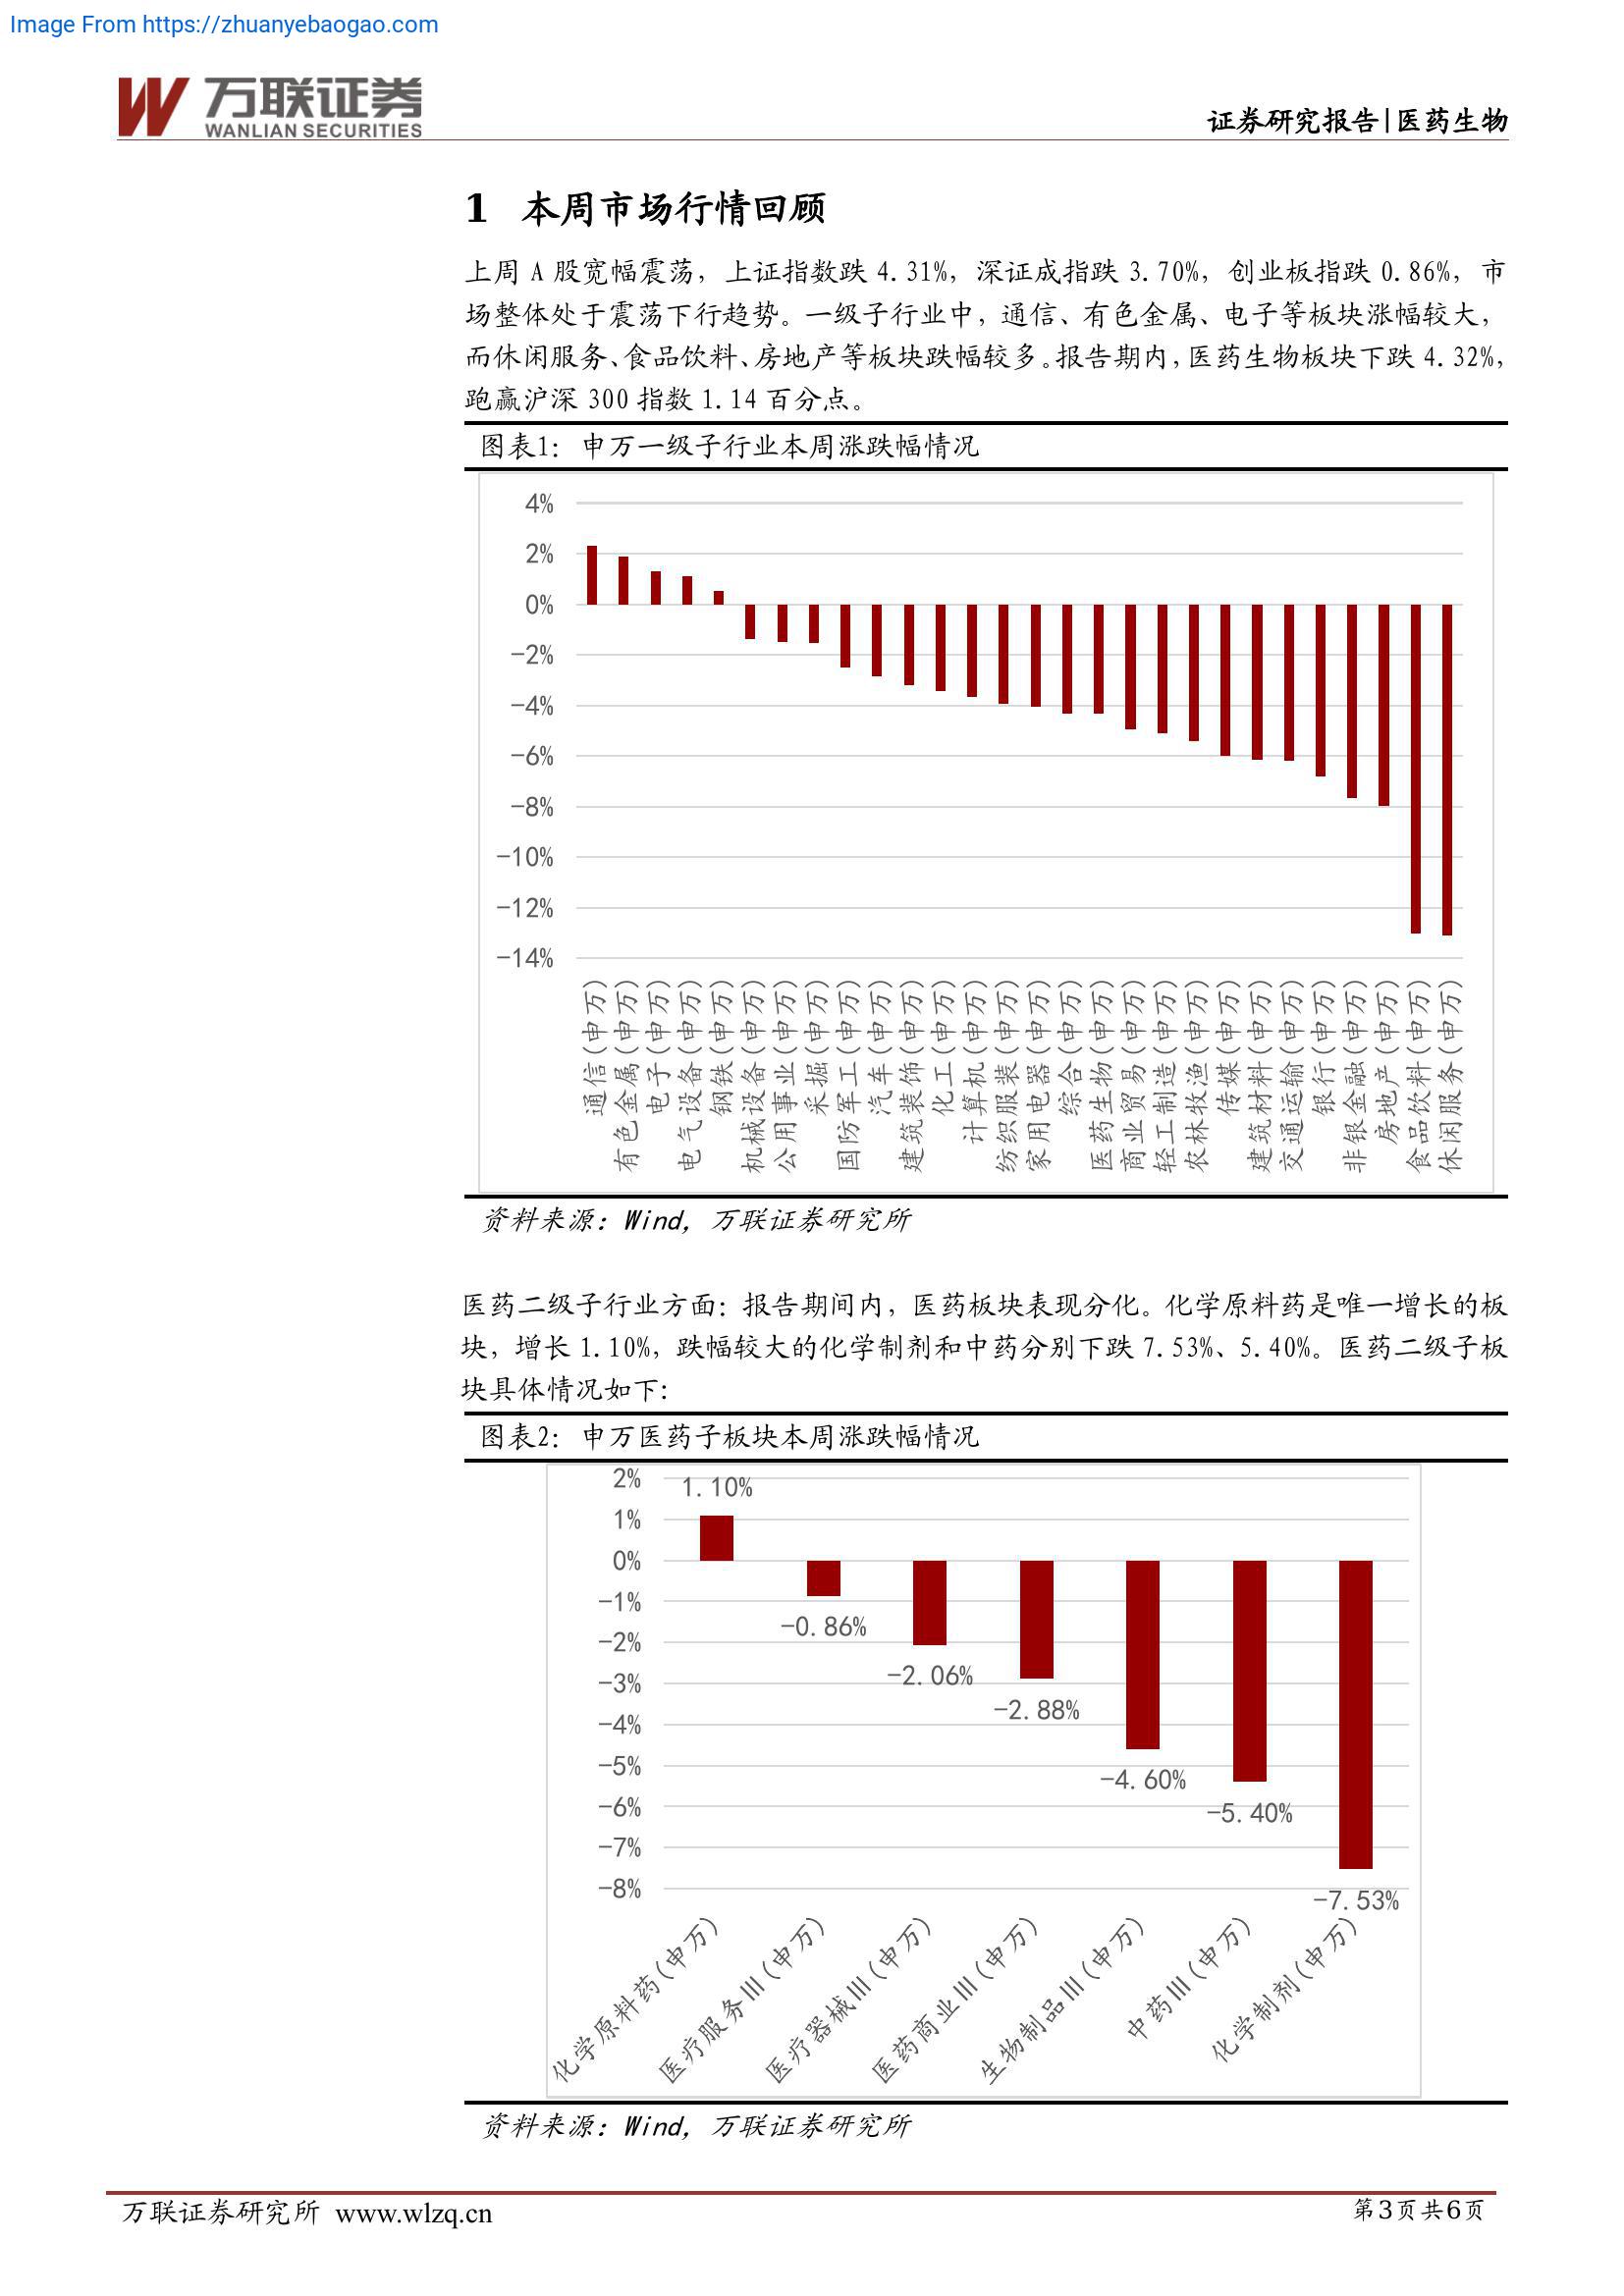 Image From https://zhuanyebaogao.com
万联证券
WANLIAN SECURITIES
证券研究报告|医药生物
1 本周市场行情回顾
上周 A 股宽幅震荡，上证指数跌 4.31%，深证成指跌 3.70%，创业板指跌 0.86%，市
场整体处于震荡下行趋势。一级子行业中，通信、有色金属、电子等板块涨幅较大，
而休闲服务、食品饮料、房地产等板块跌幅较多。报告期内，医药生物板块下跌 4.32%，
跑赢沪深 300 指数 1.14 百分点。
图表1：申万一级子行业本周涨跌幅情况
4%
2%
0%
-2%
-4%
-6%
-8%
-10%
-12%
-14%
通信(申万)
有色金属(申万)
电子(申万)
电气设备(申万)
钢铁(申万)
机械设备(申万)
公用事业(申万)
采掘(申万)
国防军工(申万)
汽车(申万)
建筑装饰(申万)
化工(申万)
计算机(申万)
纺织服装(申万)
家用电器(申万)
综合(申万)
医药生物(申万)
商业贸易(申万)
轻工制造(申万)
农林牧渔(申万)
传媒(申万)
建筑材料(申万)
交通运输(申万)
银行(申万)
非银金融(申万)
房地产(申万)
食品饮料(申万)
休闲服务(申万)
资料来源：Wind，万联证券研究所
医药二级子行业方面：报告期间内，医药板块表现分化。化学原料药是唯一增长的板
块，增长 1.10%，跌幅较大的化学制剂和中药分别下跌 7.53%、5.40%。医药二级子板
块具体情况如下：
图表2：申万医药子板块本周涨跌幅情况
2%
1%
0%
-1%
-2%
-3%
-4%
-5%
-6%
-7%
-8%
1.10%
-0.86%
-2.06%
-2.88%
-4.60%
-5.40%
-7.53%
化学原料药(申万)
医疗服务Ⅲ(申万)
医疗器械Ⅲ(申万)
医药商业Ⅲ(申万)
生物制品Ⅲ(申万)
中药Ⅲ(申万)
化学制剂(申万)
资料来源：Wind，万联证券研究所
万联证券研究所 www.wlzq.cn
第3页共6页